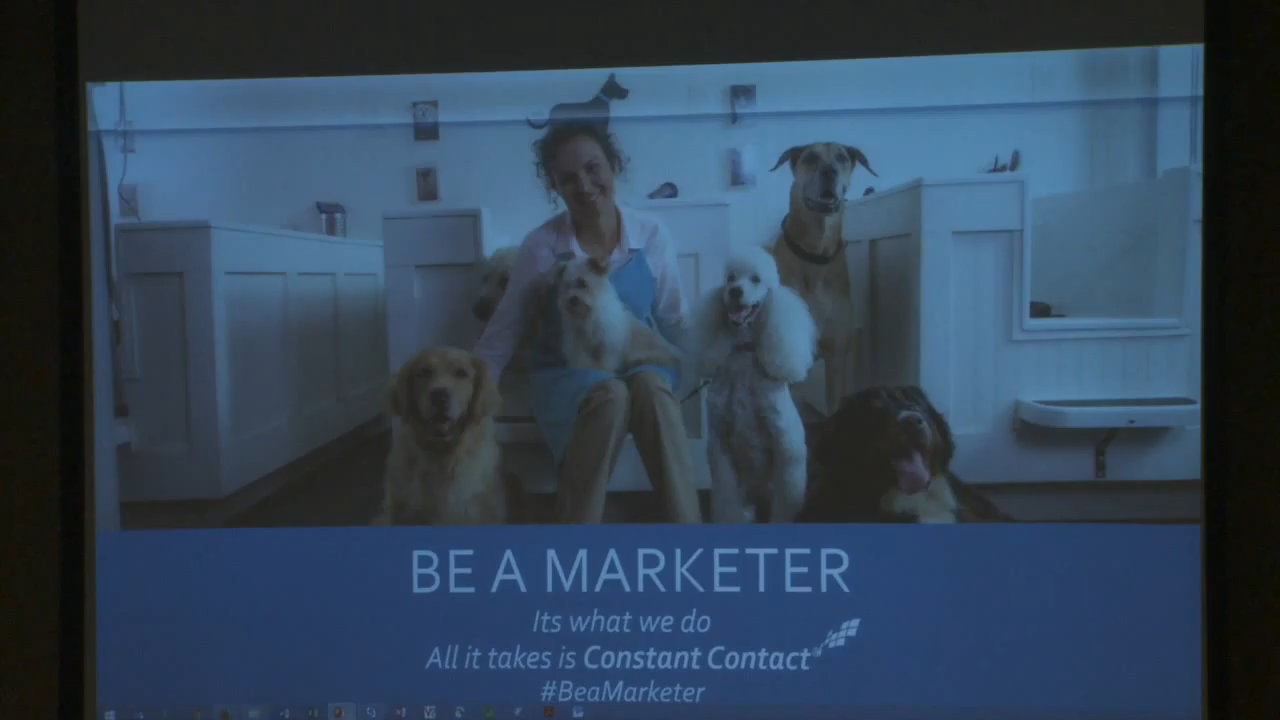 BE A MARKETER
Its what we do
All it takes is Constant Contact®
#BeaMarketer